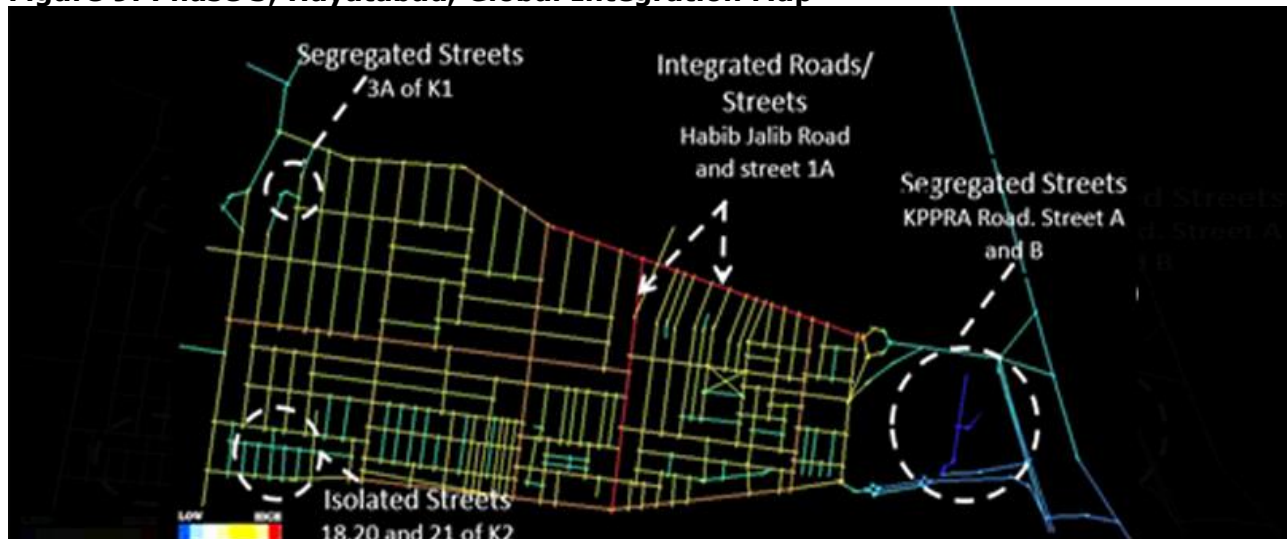 Segregated Streets
3A of K1
Integrated Roads/
Streets
Habib Jalib Road
and street 1A
Segregated Streets
KPPRA Road. Street A
and B
Isolated Streets
18,20 and 21 of K2
LOW HIGH